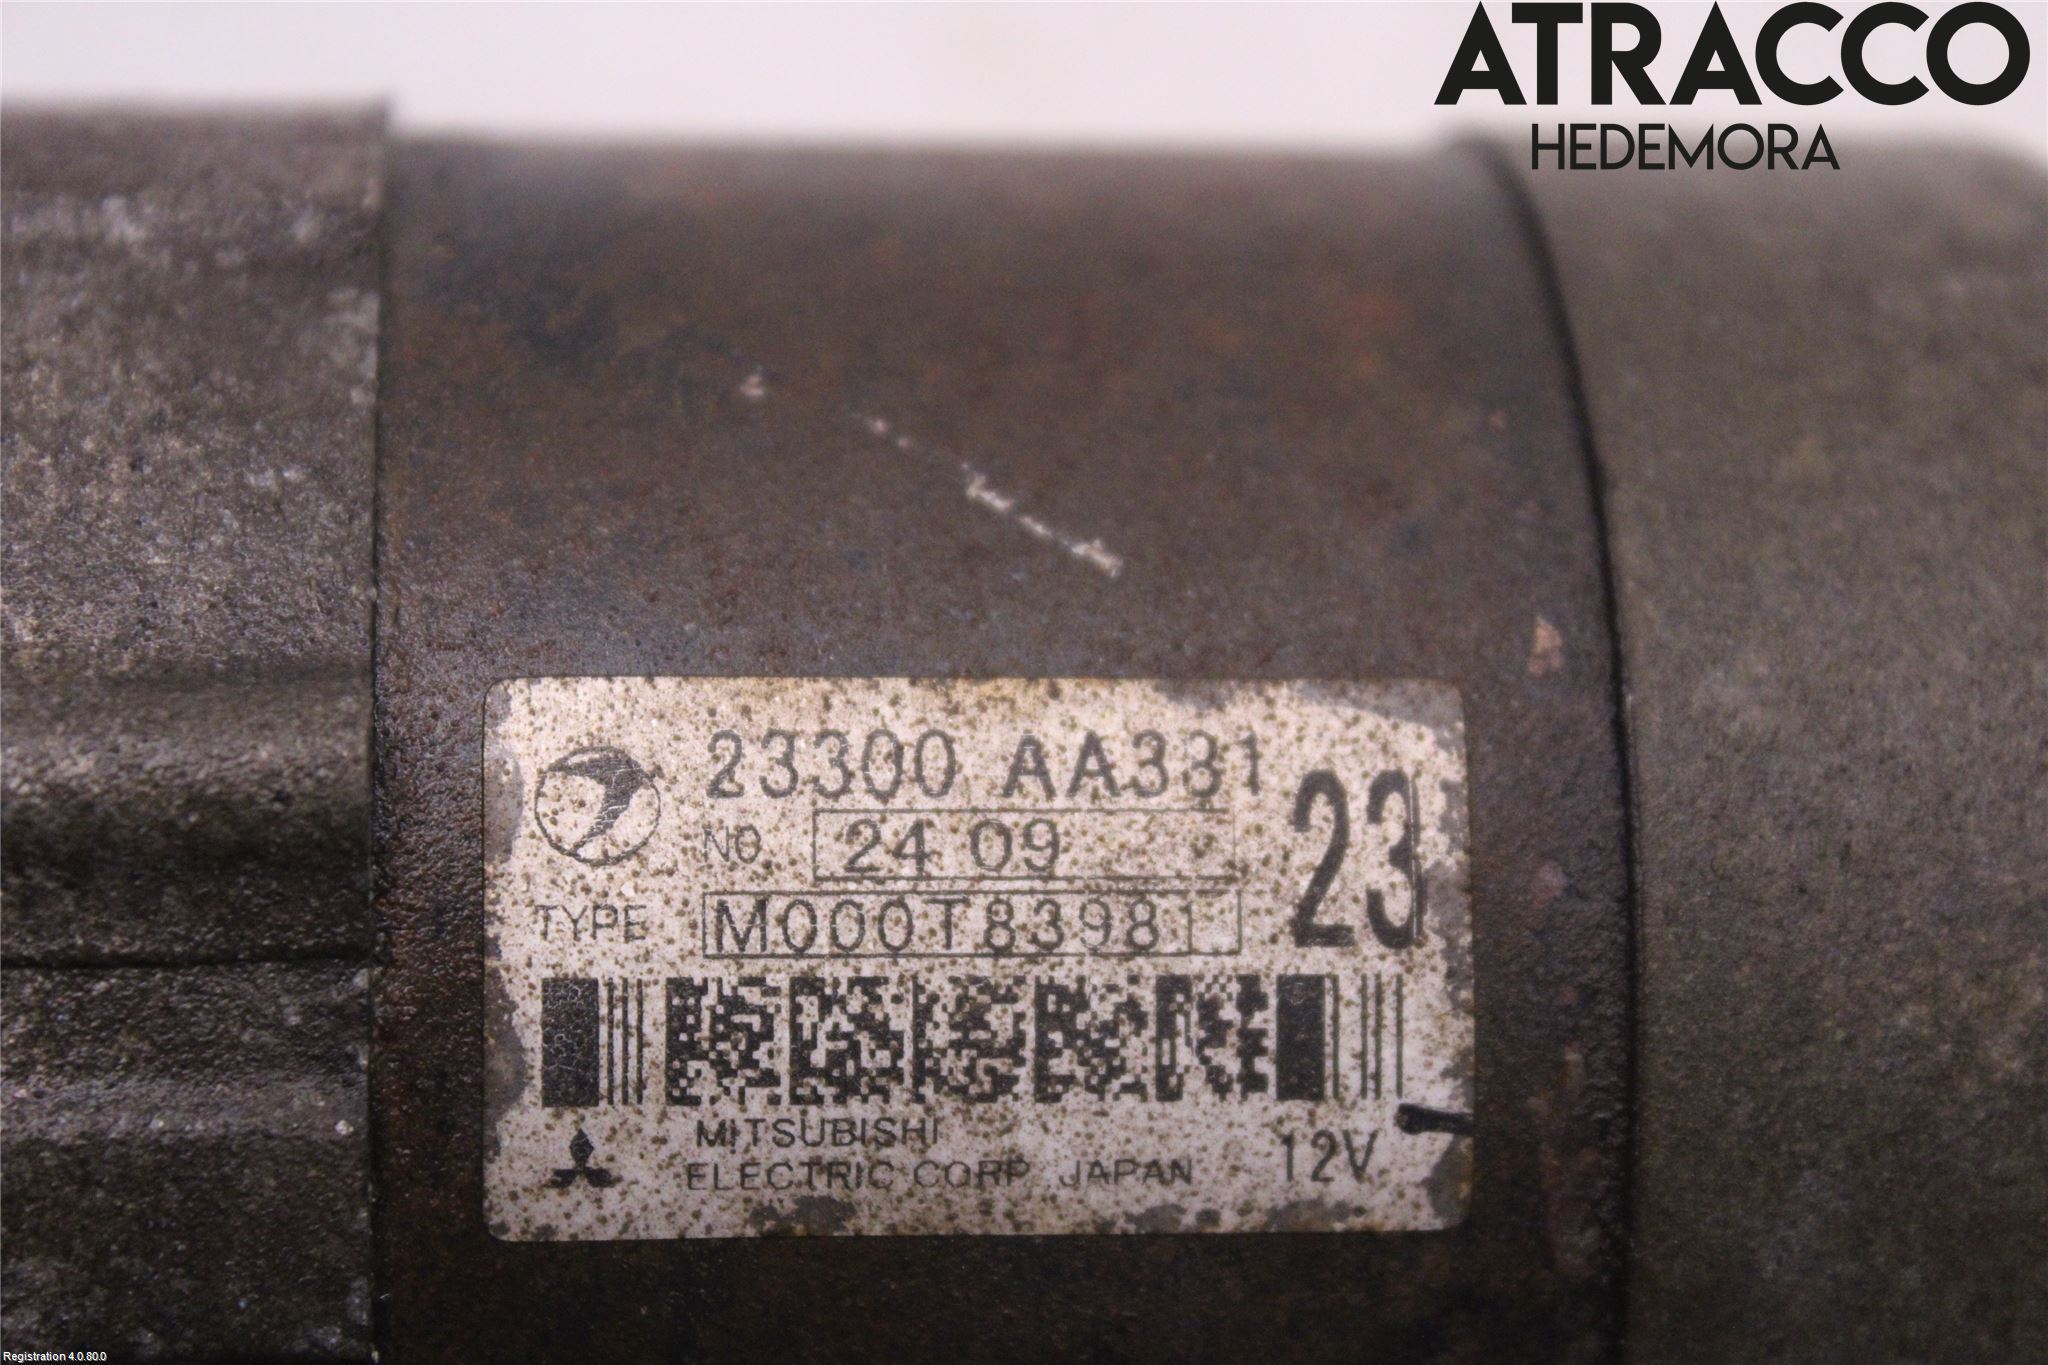 ATRACCO
HEDEMORA
23300 AA331
NO 24 09
23
TYPE M000T83981
MITSUBISHI
ELECTRIC CORP. JAPAN 12V
Registration 4.0.80.0